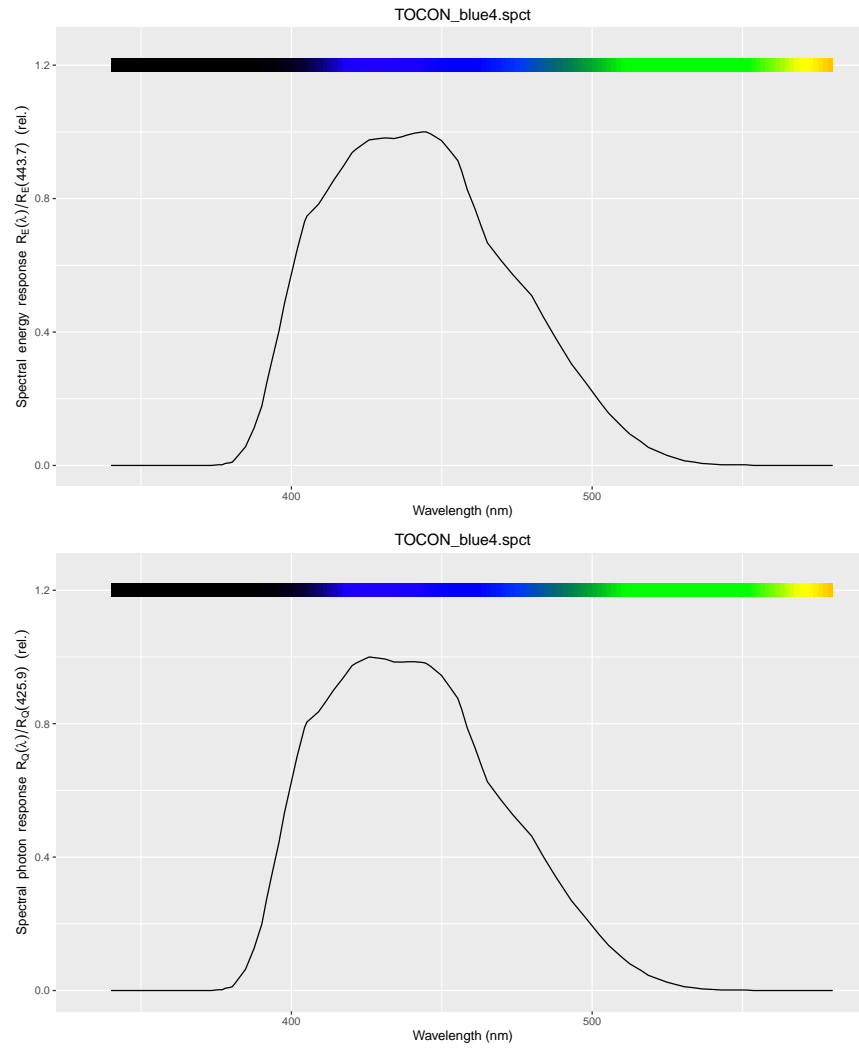 TOCON_blue4.spct
Spectral energy response R_E(λ)/R_E(443.7) (rel.)
1.2
0.8
0.4
0.0
400
500
Wavelength (nm)
TOCON_blue4.spct
Spectral photon response R_Q(λ)/R_Q(425.9) (rel.)
1.2
0.8
0.4
0.0
400
500
Wavelength (nm)